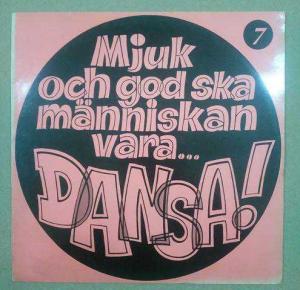 7
Mjuk
och god ska
människan
vara...
DANSA!